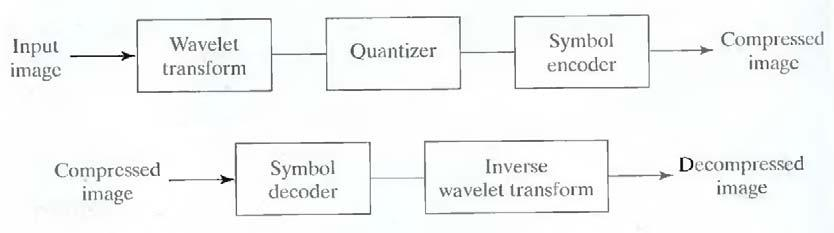 Input
image
Wavelet
transform
Quantizer
Symbol
encoder
Compressed
image
Compressed
image
Symbol
decoder
Inverse
wavelet transform
Decompressed
image